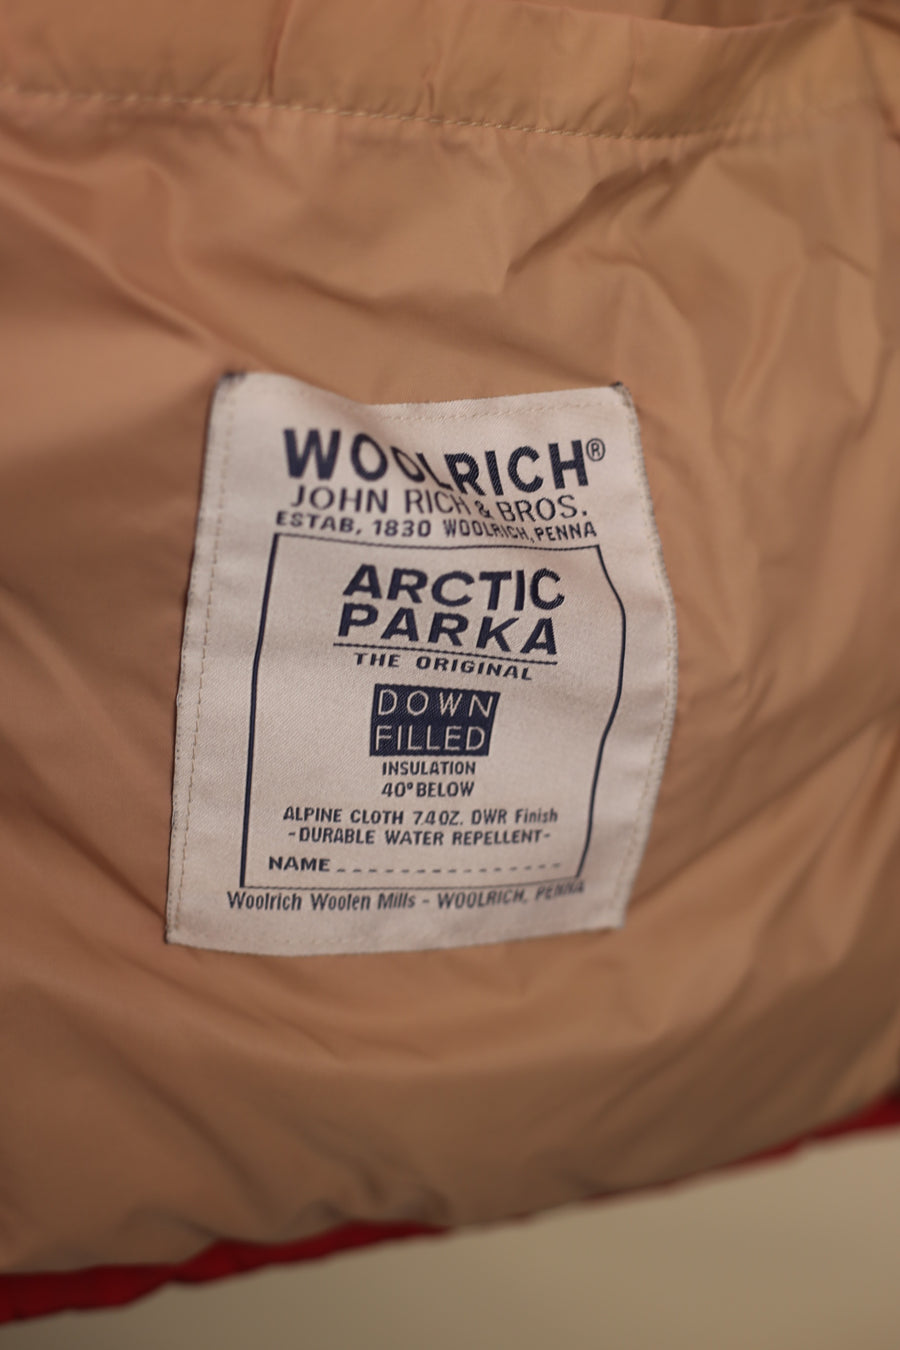 WOOLRICH®
JOHN RICH & BROS.
ESTAB. 1830 WOOLRICH, PENNA
ARCTIC
PARKA
THE ORIGINAL
DOWN
FILLED
INSULATION
40° BELOW
ALPINE CLOTH 7.4 OZ. DWR Finish
-DURABLE WATER REPELLENT-
NAME_______________
Woolrich Woolen Mills - WOOLRICH, PENNA